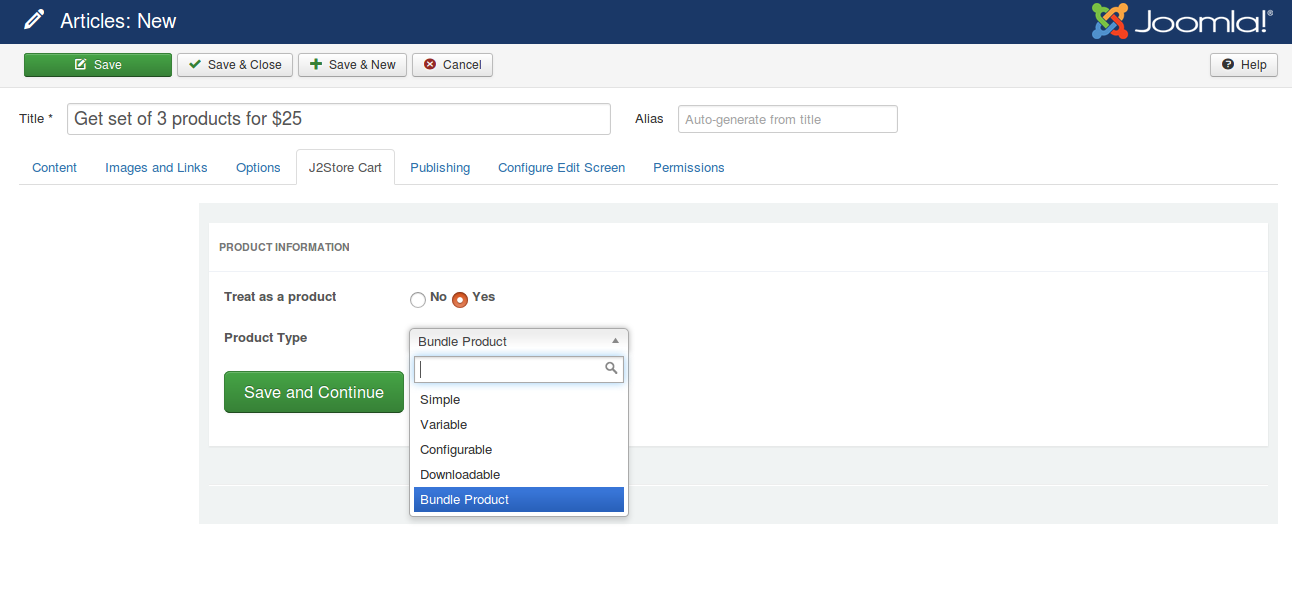 Articles: New
Joomla!®
Save
Save & Close
Save & New
Cancel
Help
Title *
Get set of 3 products for $25
Alias
Auto-generate from title
Content
Images and Links
Options
J2Store Cart
Publishing
Configure Edit Screen
Permissions
PRODUCT INFORMATION
Treat as a product
No
Yes
Product Type
Bundle Product
Save and Continue
Simple
Variable
Configurable
Downloadable
Bundle Product